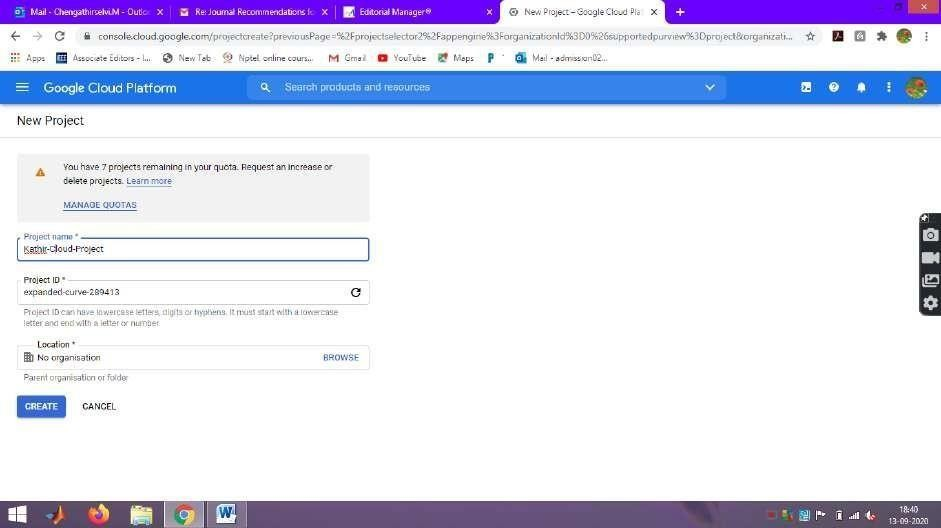 Mail - Chengathirselvi.M - Outlo
Re: Journal Recommendations fo
Editorial Manager®
New Project – Google Cloud Plat
console.cloud.google.com/projectcreate?previousPage=%2Fprojectselector2%2Fappengine%3ForganizationId%3D0%26supportedpurview%3Dproject&organizati...
Apps
Associate Editors - I...
New Tab
Nptel, online cours...
Gmail
YouTube
Maps
Mail - admission02...
Google Cloud Platform
Search products and resources
New Project
You have 7 projects remaining in your quota. Request an increase or
delete projects. Learn more
MANAGE QUOTAS
Project name *
Kathir-Cloud-Project
Project ID *
expanded-curve-289413
Project ID can have lowercase letters, digits or hyphens. It must start with a lowercase
letter and end with a letter or number.
Location *
No organisation
BROWSE
Parent organisation or folder
CREATE
CANCEL
18:40
13-09-2020